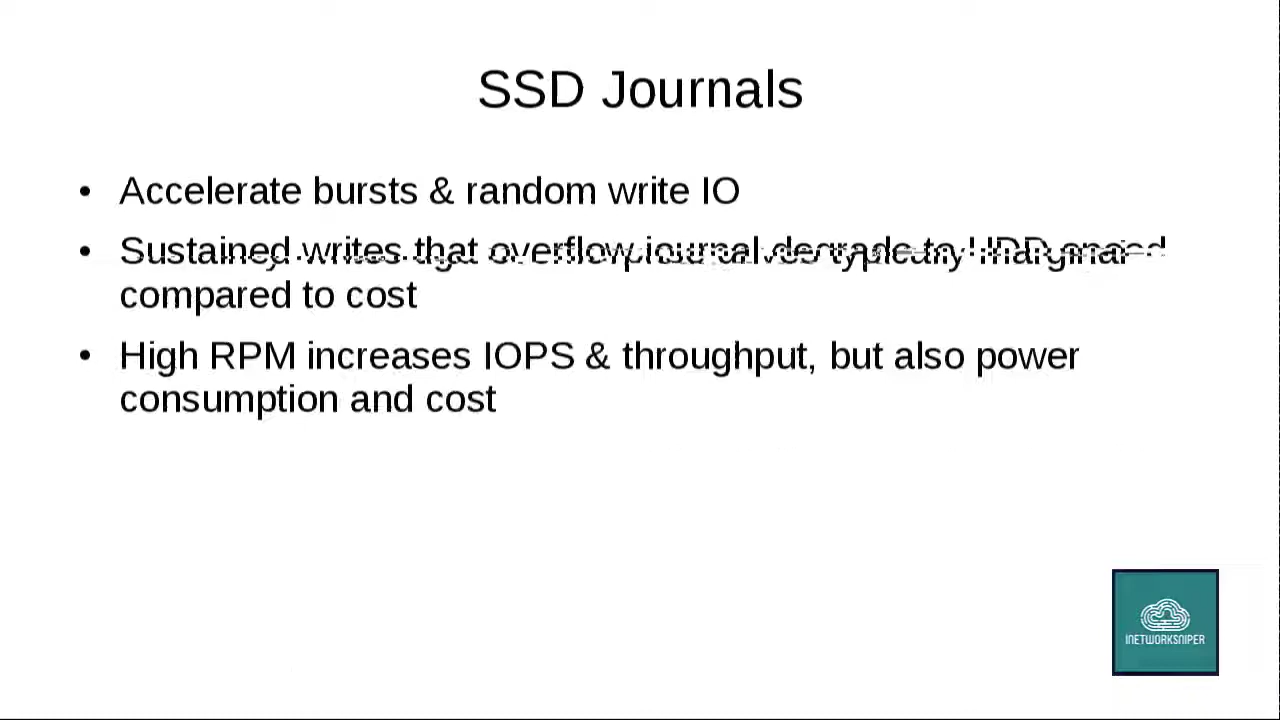 SSD Journals
• Accelerate bursts & random write IO
• Sustained writes that overflow journal degrade to HDD
compared to cost
• High RPM increases IOPS & throughput, but also power
consumption and cost
INETWORKSNIPER